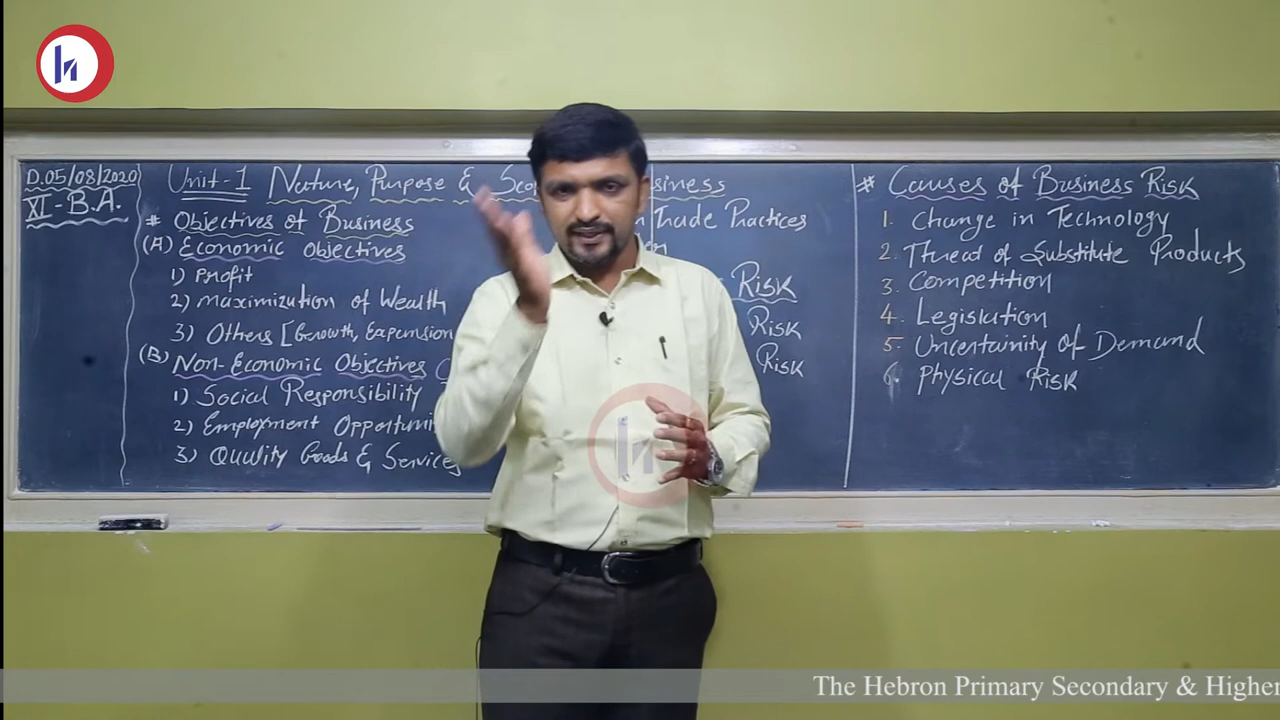 D.05/08/2020
XI - B.A.
Unit-1 Nature, Purpose & siness
# Objectives of Business
(A) Economic Objectives
1) Profit
2) Maximization of Wealth
3) Others [Growth, Expansion
(B) Non-Economic Objectives
1) Social Responsibility
2) Employment Opportuni
3) Quality Goods & Services
Trade Practices
Risk
Risk
Risk
# Causes of Business Risk
1. Change in Technology
2. Threat of Substitute Products
3. Competition
4. Legislation
5. Uncertainity of Demand
6. Physical Risk
The Hebron Primary Secondary & Higher